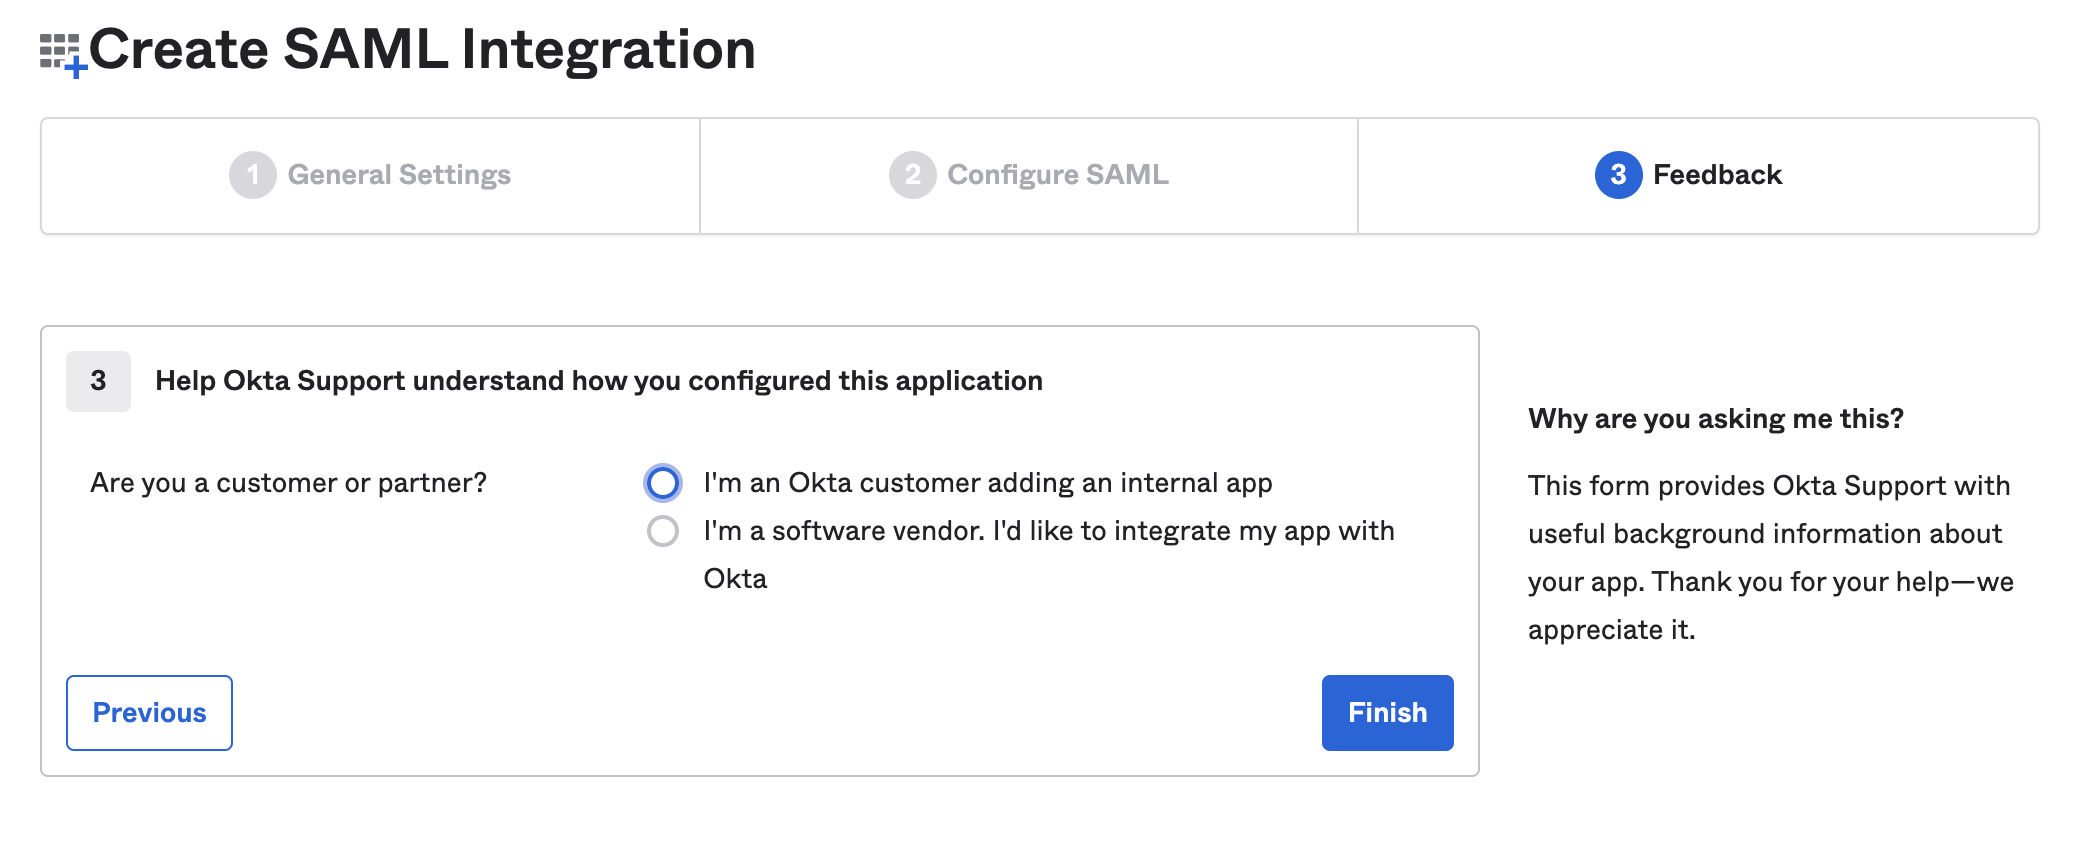 Create SAML Integration
1 General Settings
2 Configure SAML
3 Feedback
3 Help Okta Support understand how you configured this application
Are you a customer or partner?
I'm an Okta customer adding an internal app
I'm a software vendor. I'd like to integrate my app with
Okta
Previous
Finish
Why are you asking me this?
This form provides Okta Support with
useful background information about
your app. Thank you for your help—we
appreciate it.